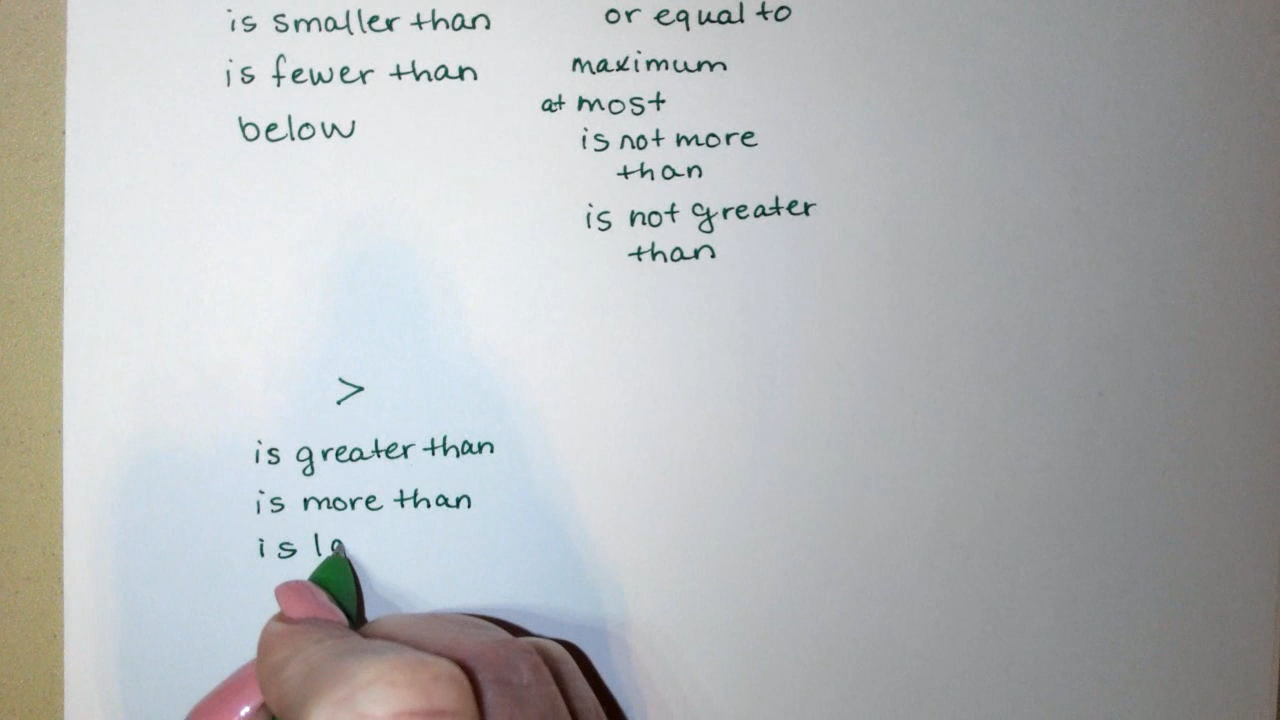 is smaller than
is fewer than
below
or equal to
maximum
at most
is not more
than
is not greater
than
>
is greater than
is more than
is la